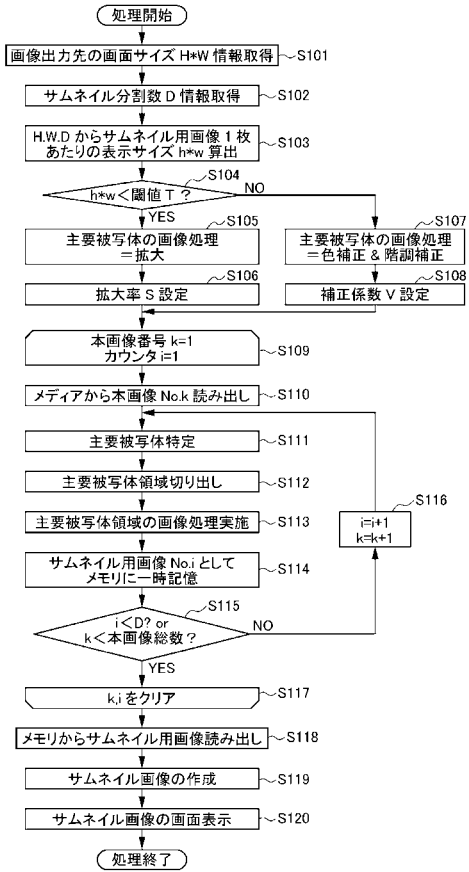 処理開始
画像出力先の画面サイズ H*W 情報取得
S101
サムネイル分割数 D 情報取得
S102
H.W.D からサムネイル用画像 1 枚
あたりの表示サイズ h*w 算出
S103
h*w<閾値 T ?
S104
NO
YES
主要被写体の画像処理
=拡大
S105
主要被写体の画像処理
=色補正 & 階調補正
S107
拡大率 S 設定
S106
補正係数 V 設定
S108
本画像番号 k=1
カウンタ i=1
S109
メディアから本画像 No.k 読み出し
S110
主要被写体特定
S111
主要被写体領域切り出し
S112
主要被写体領域の画像処理実施
S113
サムネイル用画像 No.i として
メモリに一時記憶
S114
i<D? or
k<本画像総数?
S115
NO
YES
i=i+1
k=k+1
S116
k,i をクリア
S117
メモリからサムネイル用画像読み出し
S118
サムネイル画像の作成
S119
サムネイル画像の画面表示
S120
処理終了